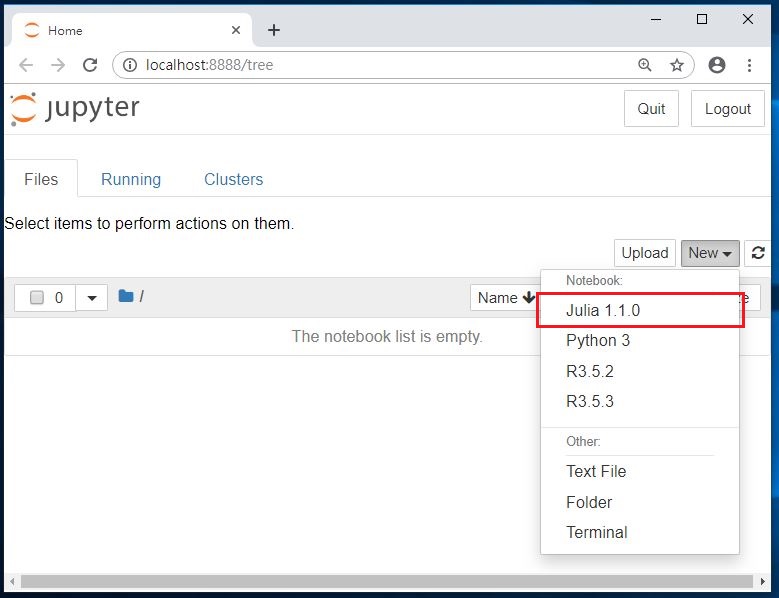 Home
localhost:8888/tree
jupyter
Quit
Logout
Files
Running
Clusters
Select items to perform actions on them.
Upload
New
0
/
Name
Notebook:
Julia 1.1.0
Python 3
R3.5.2
R3.5.3
Other:
Text File
Folder
Terminal
The notebook list is empty.